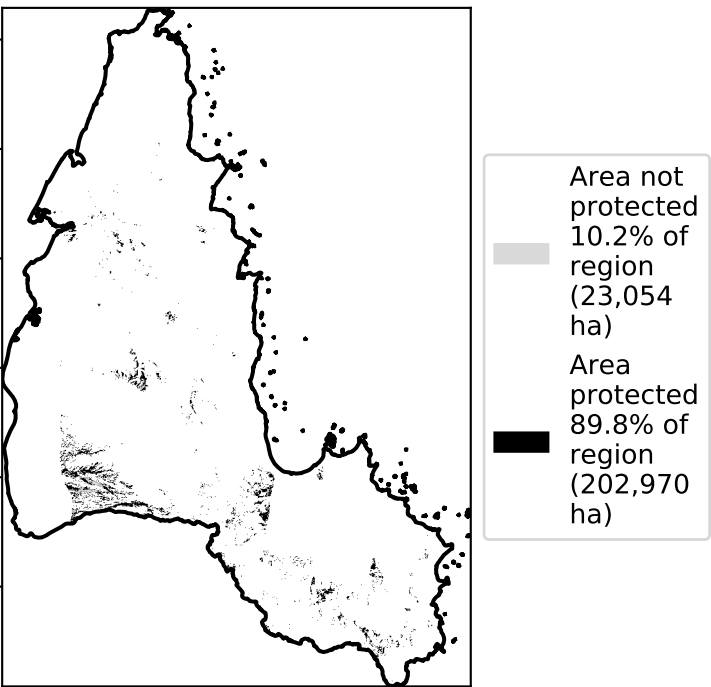 Area not
protected
10.2% of
region
(23,054
ha)
Area
protected
89.8% of
region
(202,970
ha)